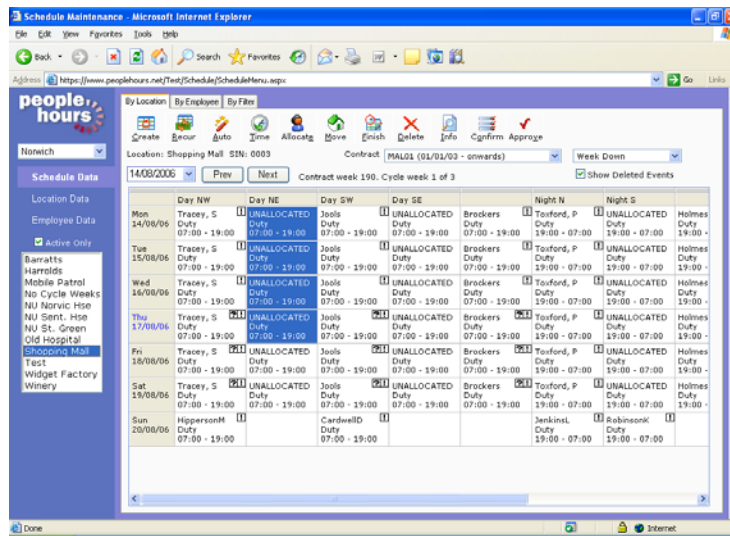 Schedule Maintenance - Microsoft Internet Explorer
File Edit View Favorites Tools Help
Back Search Favorites
Address https://www.peoplehours.net/Test/Schedule/ScheduleMenu.aspx Go Links
people hours
By Location By Employee By Filter
Create Recur Auto Time Allocate Move Finish Delete Info Confirm Approve
Norwich
Location: Shopping Mall SIN: 0003 Contract MAL01 (01/01/03 - onwards) Week Down
14/08/2006 Prev Next Contract week 190. Cycle week 1 of 3 Show Deleted Events
Schedule Data
Location Data
Employee Data
Active Only
Barratts
Harrolds
Mobile Patrol
No Cycle Weeks
NU Norvic Hse
NU Sent. Hse
NU St. Green
Old Hospital
Shopping Mall
Test
Widget Factory
Winery
Day NW Day NE Day SW Day SE Night N Night S
Mon Tracey, S UNALLOCATED Jools UNALLOCATED Brockers Toxford, P UNALLOCATED Holmes
14/08/06 Duty Duty Duty Duty Duty Duty Duty Duty
07:00 - 19:00 07:00 - 19:00 07:00 - 19:00 07:00 - 19:00 07:00 - 19:00 19:00 - 07:00 19:00 - 07:00 19:00 -
Tue Tracey, S UNALLOCATED Jools UNALLOCATED Brockers Toxford, P UNALLOCATED Holmes
15/08/06 Duty Duty Duty Duty Duty Duty Duty Duty
07:00 - 19:00 07:00 - 19:00 07:00 - 19:00 07:00 - 19:00 07:00 - 19:00 19:00 - 07:00 19:00 - 07:00 19:00 -
Wed Tracey, S UNALLOCATED Jools UNALLOCATED Brockers Toxford, P UNALLOCATED Holmes
16/08/06 Duty Duty Duty Duty Duty Duty Duty Duty
07:00 - 19:00 07:00 - 19:00 07:00 - 19:00 07:00 - 19:00 07:00 - 19:00 19:00 - 07:00 19:00 - 07:00 19:00 -
Thu Tracey, S UNALLOCATED Jools UNALLOCATED Brockers Toxford, P UNALLOCATED Holmes
17/08/06 Duty Duty Duty Duty Duty Duty Duty Duty
07:00 - 19:00 07:00 - 19:00 07:00 - 19:00 07:00 - 19:00 07:00 - 19:00 19:00 - 07:00 19:00 - 07:00 19:00 -
Fri Tracey, S UNALLOCATED Jools UNALLOCATED Brockers Toxford, P UNALLOCATED Holmes
18/08/06 Duty Duty Duty Duty Duty Duty Duty Duty
07:00 - 19:00 07:00 - 19:00 07:00 - 19:00 07:00 - 19:00 07:00 - 19:00 19:00 - 07:00 19:00 - 07:00 19:00 -
Sat Tracey, S UNALLOCATED Jools UNALLOCATED Brockers Toxford, P UNALLOCATED Holmes
19/08/06 Duty Duty Duty Duty Duty Duty Duty Duty
07:00 - 19:00 07:00 - 19:00 07:00 - 19:00 07:00 - 19:00 07:00 - 19:00 19:00 - 07:00 19:00 - 07:00 19:00 -
Sun HippersonM CardwellD JenkinsL RobinsonK
20/08/06 Duty Duty Duty Duty
07:00 - 19:00 07:00 - 19:00 19:00 - 07:00 19:00 - 07:00
Done Internet